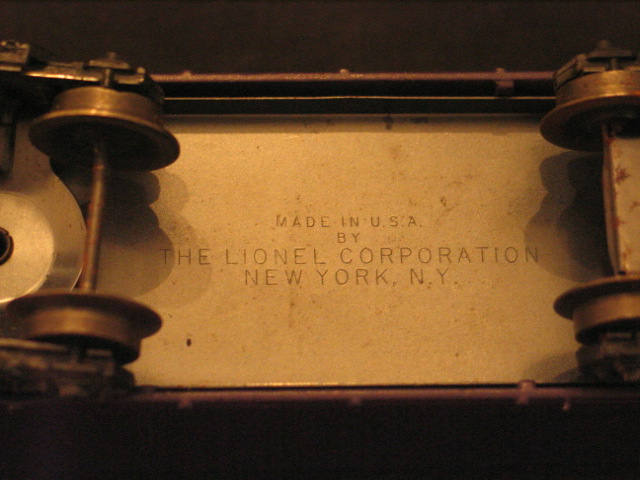 MADE IN U.S.A.
BY
THE LIONEL CORPORATION
NEW YORK, N.Y.